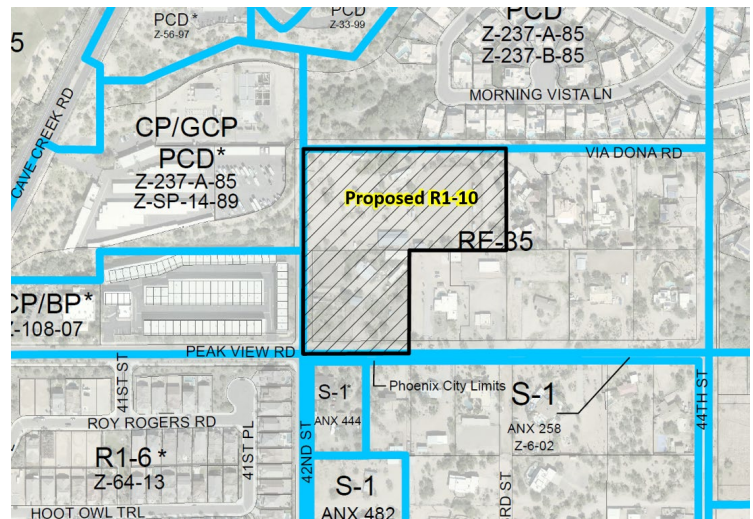 PCD*
Z-56-97
PCD
Z-33-99
PCD
Z-237-A-85
Z-237-B-85
5
MORNING VISTA LN
CAVE CREEK RD
CP/GCP
PCD*
Z-237-A-85
Z-SP-14-89
VIA DONA RD
Proposed R1-10
RE-35
CP/BP*
Z-108-07
PEAK VIEW RD
Phoenix City Limits
41ST ST
S-1
ANX 444
S-1
ANX 258
Z-6-02
44TH ST
ROY ROGERS RD
41ST PL
42ND ST
R1-6 *
Z-64-13
S-1
ANX 482
RD ST
HOOT OWL TRL